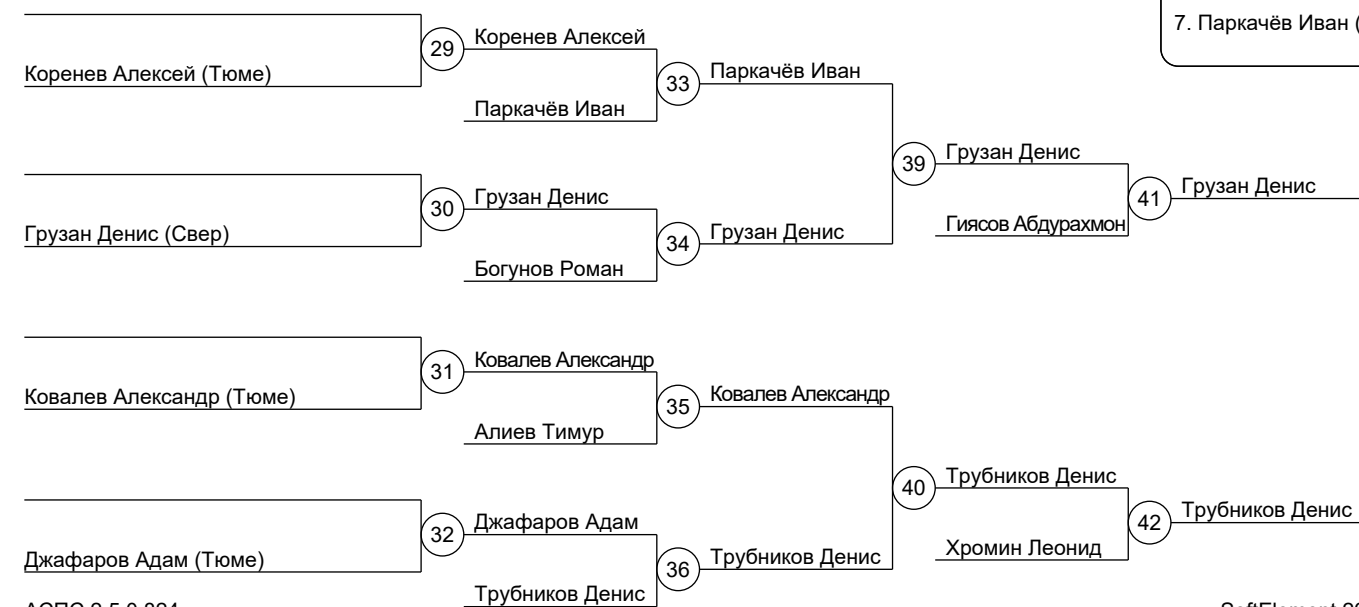 7. Паркачёв Иван (
29
Коренев Алексей
Коренев Алексей (Тюме)
33
Паркачёв Иван
Паркачёв Иван
39
Грузан Денис
30
Грузан Денис
41
Грузан Денис
Грузан Денис (Свер)
34
Грузан Денис
Гиясов Абдурахмон
Богунов Роман
31
Ковалев Александр
Ковалев Александр (Тюме)
35
Ковалев Александр
Алиев Тимур
40
Трубников Денис
32
Джафаров Адам
42
Трубников Денис
Джафаров Адам (Тюме)
36
Трубников Денис
Хромин Леонид
Трубников Денис